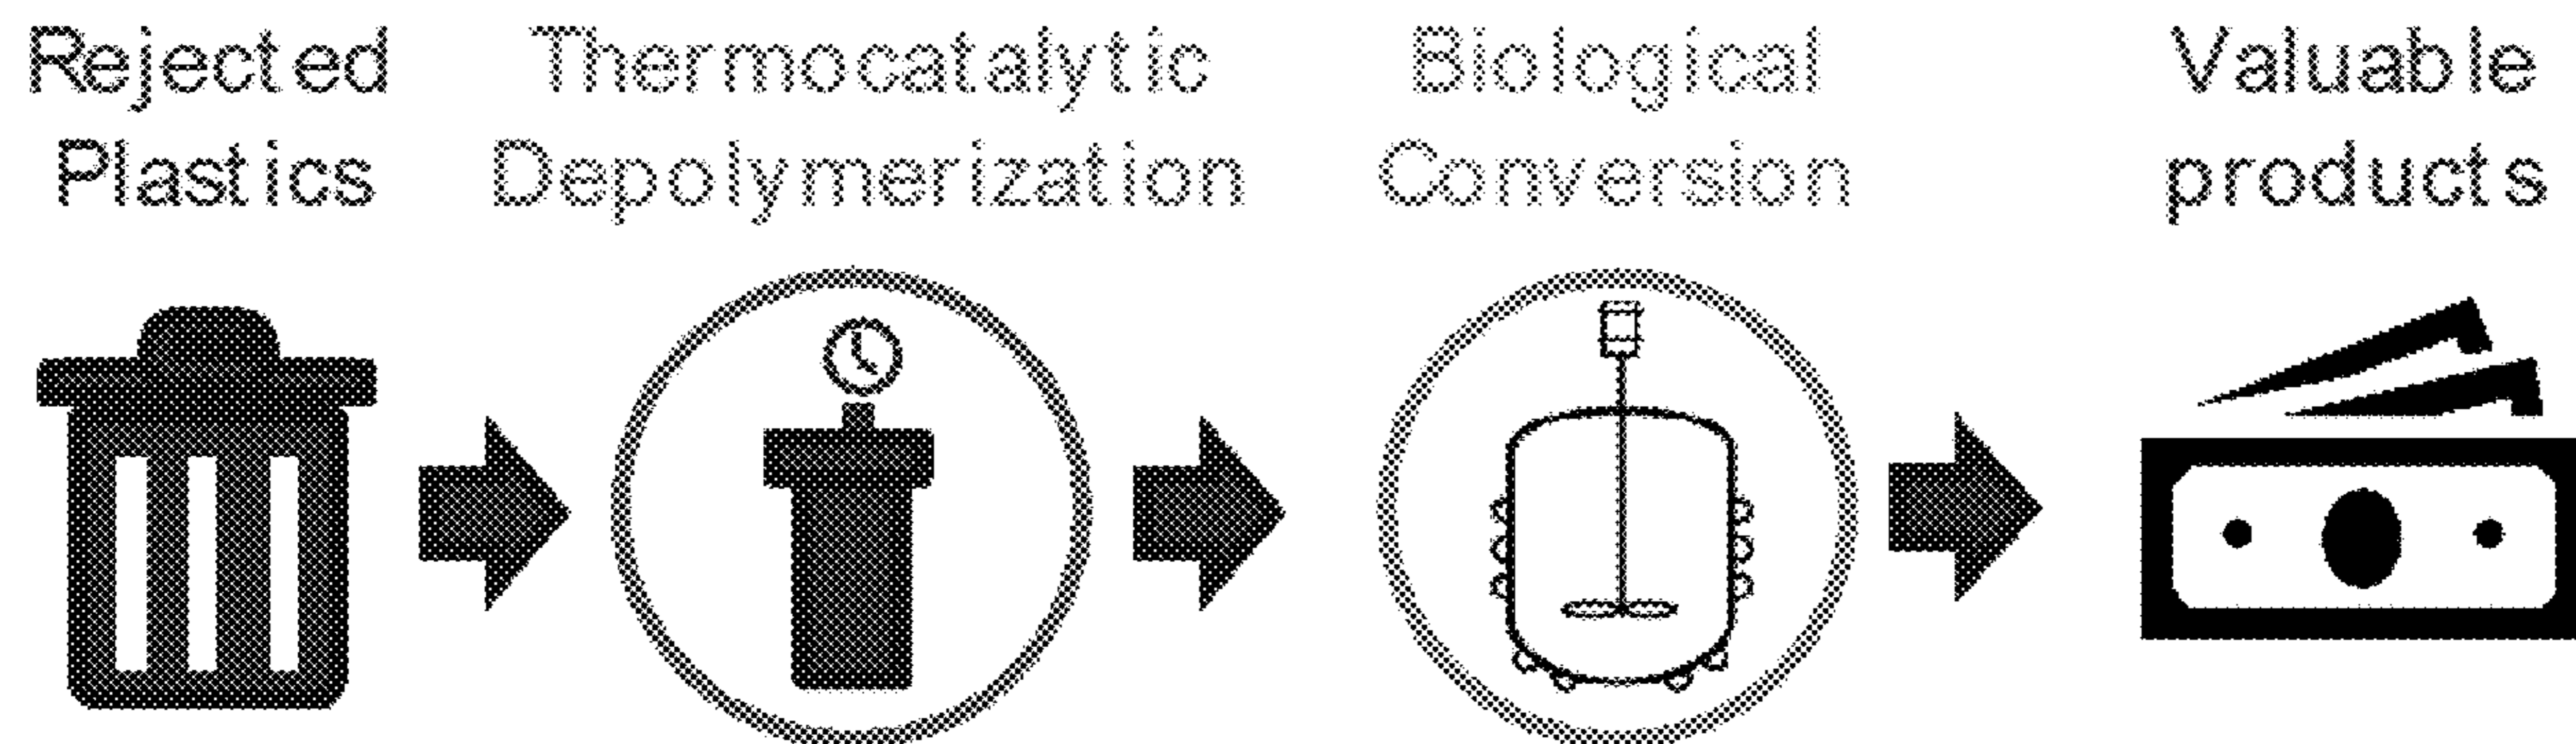 Rejected
Plastics
Thermocatalytic
Depolymerization
Biological
Conversion
Valuable
products